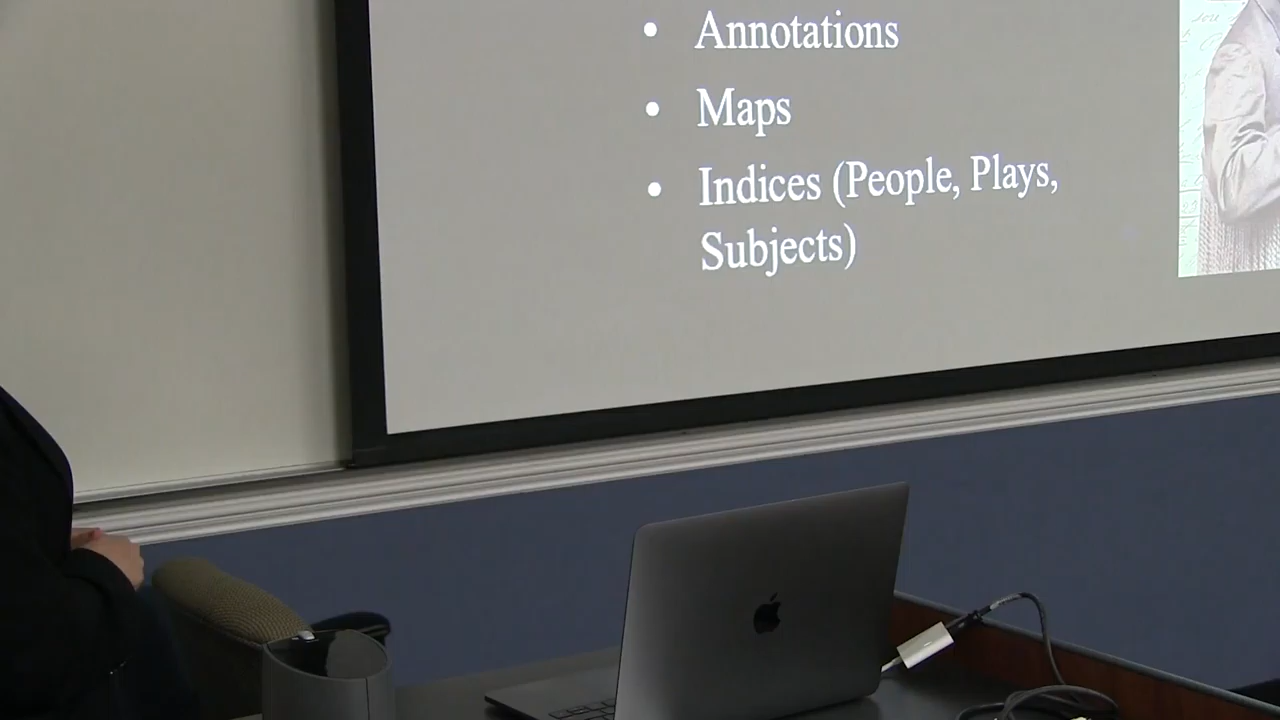 • Annotations
• Maps
• Indices (People, Plays,
Subjects)